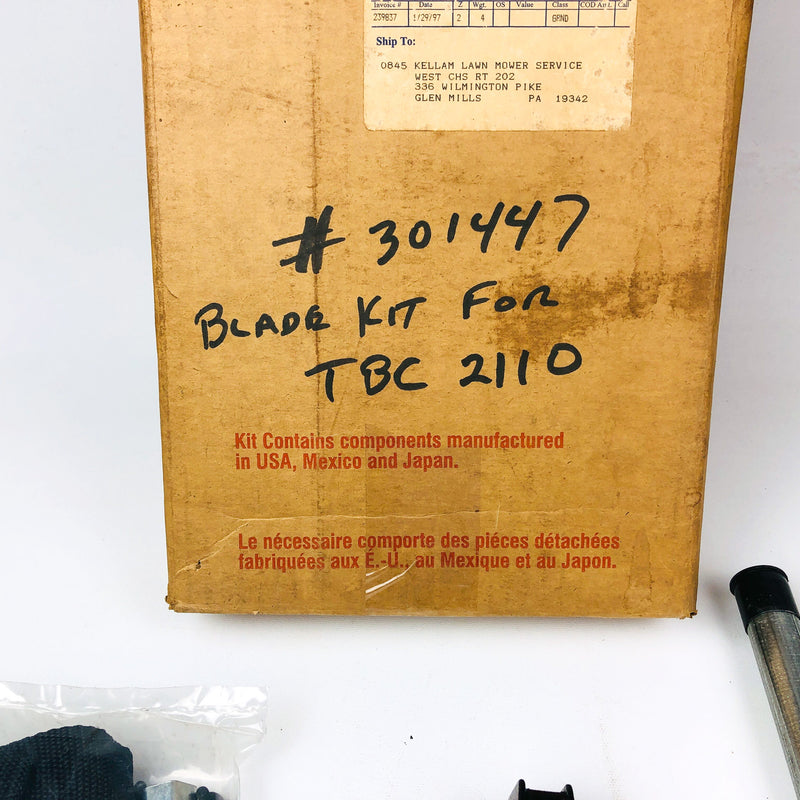 Invoice # Date Z Wgt. OS Value Class COD Amt. Call
239837 1/29/97 2 4 GRND
Ship To:
0845 KELLAM LAWN MOWER SERVICE
WEST CHS RT 202
336 WILMINGTON PIKE
GLEN MILLS PA 19342
# 301447
BLADE KIT FOR
TBC 2110
Kit Contains components manufactured
in USA, Mexico and Japan.
Le nécessaire comporte des piéces détachées
fabriquées aux É.-U., au Mexique et au Japon.